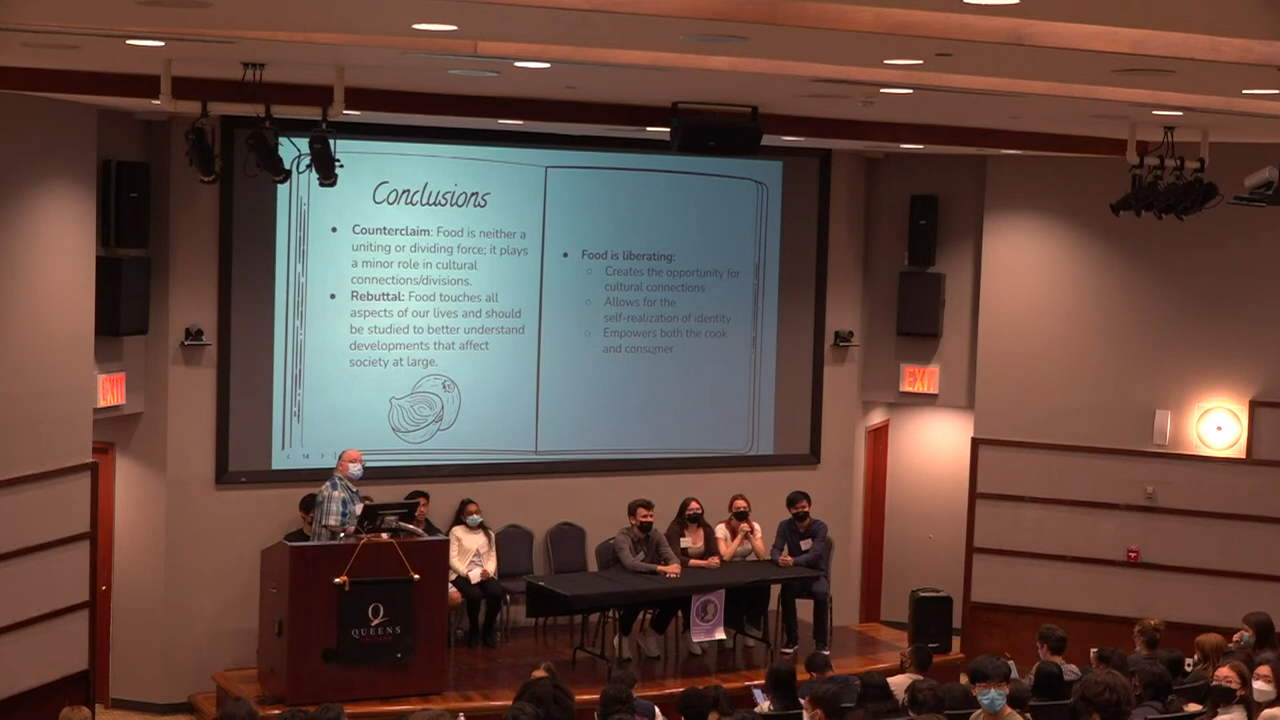 Conclusions
● Counterclaim: Food is neither a
uniting or dividing force; it plays
a minor role in cultural
connections/divisions.
● Rebuttal: Food touches all
aspects of our lives and should
be studied to better understand
developments that affect
society at large.
● Food is liberating:
○ Creates the opportunity for
cultural connections
○ Allows for the
self-realization of identity
○ Empowers both the cook
and consumer
< 14 >
EXIT
EXIT
Q
QUEENS
COLLEGE